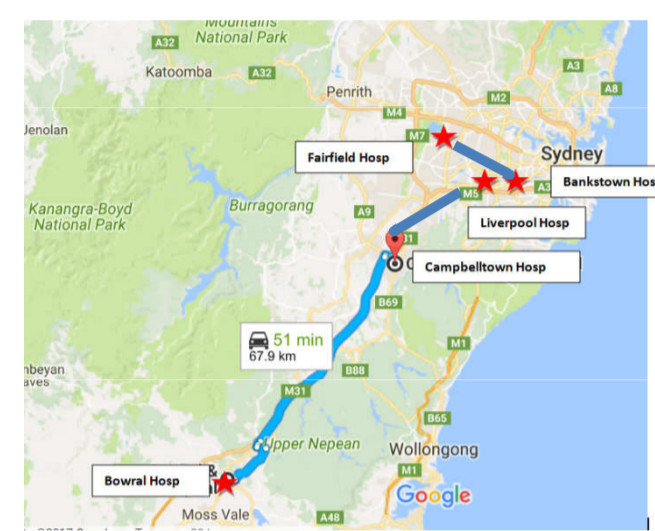 Mountains
National Park
A32
Katoomba
A32
Penrith
A3
A8
M2
M4
M7
Jenolan
Fairfield Hosp
Sydney
A3
Bankstown Hos
M5
Kanangra-Boyd
National Park
Burragorang
A9
Liverpool Hosp
Campbelltown Hosp
B69
51 min
67.9 km
M1
B88
M31
B65
Upper Nepean
Wollongong
&
Bowral Hosp
M1
Google
Moss Vale
A48